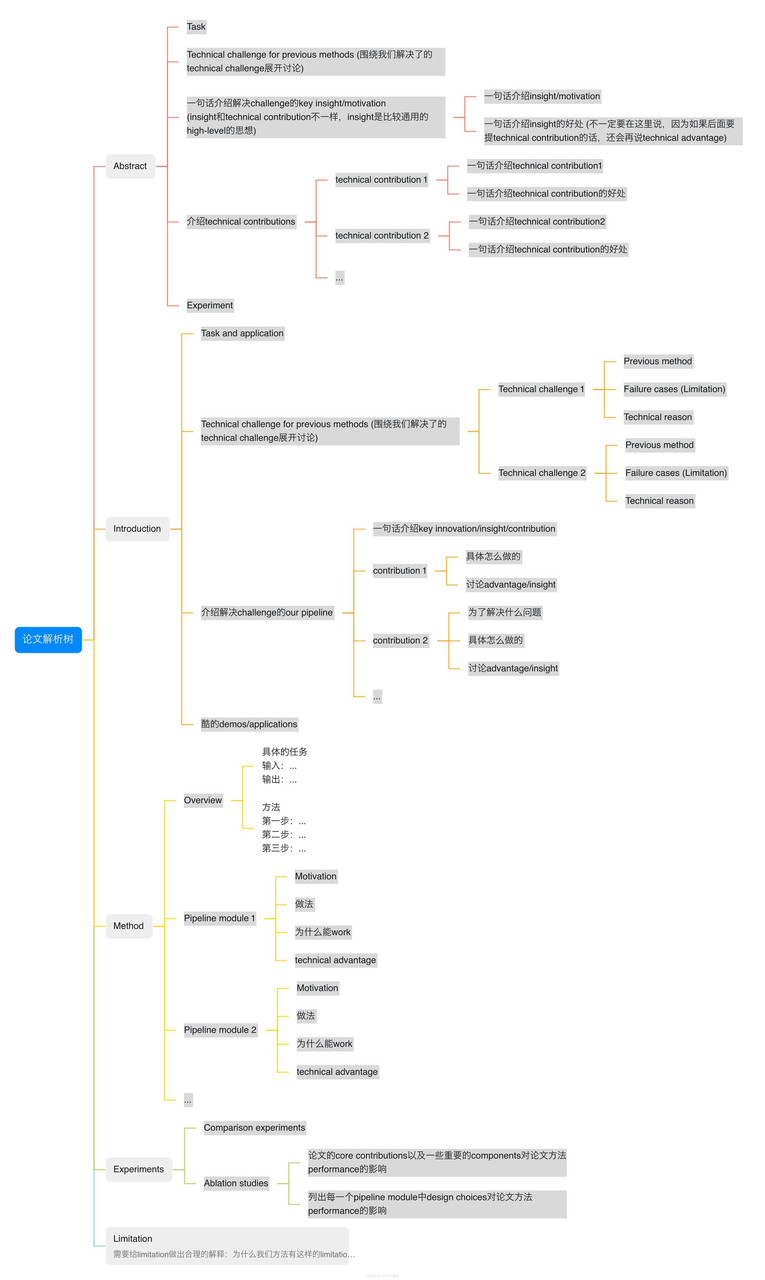 论文解析树
Abstract
Task
Technical challenge for previous methods (围绕我们解决了的
technical challenge展开讨论)
一句话介绍解决challenge的key insight/motivation
(insight和technical contribution不一样，insight是比较通用的
high-level的思想)
一句话介绍insight/motivation
一句话介绍insight的好处 (不一定要在这里说，因为如果后面要
提technical contribution的话，还会再说technical advantage)
介绍technical contributions
technical contribution 1
一句话介绍technical contribution1
一句话介绍technical contribution的好处
technical contribution 2
一句话介绍technical contribution2
一句话介绍technical contribution的好处
...
Experiment
Introduction
Task and application
Technical challenge for previous methods (围绕我们解决了的
technical challenge展开讨论)
Technical challenge 1
Previous method
Failure cases (Limitation)
Technical reason
Technical challenge 2
Previous method
Failure cases (Limitation)
Technical reason
介绍解决challenge的our pipeline
一句话介绍key innovation/insight/contribution
contribution 1
具体怎么做的
讨论advantage/insight
contribution 2
为了解决什么问题
具体怎么做的
讨论advantage/insight
...
酷的demos/applications
Method
Overview
具体的任务
输入：...
输出：...
方法
第一步：...
第二步：...
第三步：...
Pipeline module 1
Motivation
做法
为什么能work
technical advantage
Pipeline module 2
Motivation
做法
为什么能work
technical advantage
...
Experiments
Comparison experiments
Ablation studies
论文的core contributions以及一些重要的components对论文方法
performance的影响
列出每一个pipeline module中design choices对论文方法
performance的影响
Limitation
需要给limitation做出合理的解释：为什么我们方法有这样的limitatio...